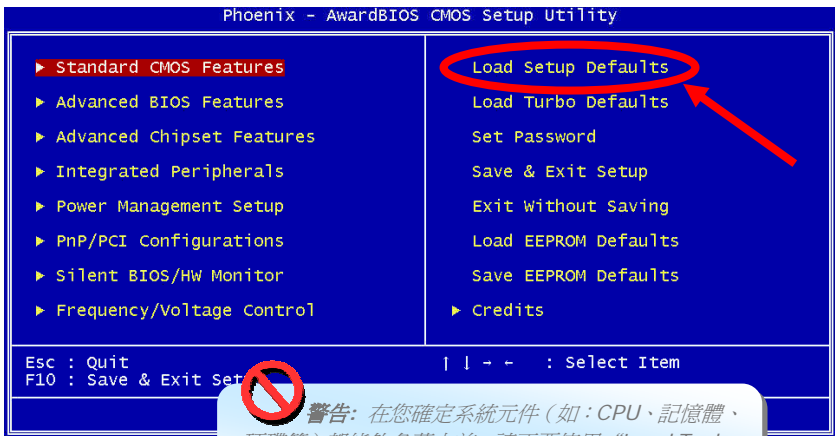 Phoenix - AwardBIOS CMOS Setup Utility
▶ Standard CMOS Features
▶ Advanced BIOS Features
▶ Advanced Chipset Features
▶ Integrated Peripherals
▶ Power Management Setup
▶ PnP/PCI Configurations
▶ Silent BIOS/HW Monitor
▶ Frequency/Voltage Control
Load Setup Defaults
Load Turbo Defaults
Set Password
Save & Exit Setup
Exit Without Saving
Load EEPROM Defaults
Save EEPROM Defaults
▶ Credits
Esc : Quit
F10 : Save & Exit Set
↑ ↓ → ← : Select Item
警告: 在您確定系統元件（如：CPU、記憶體、